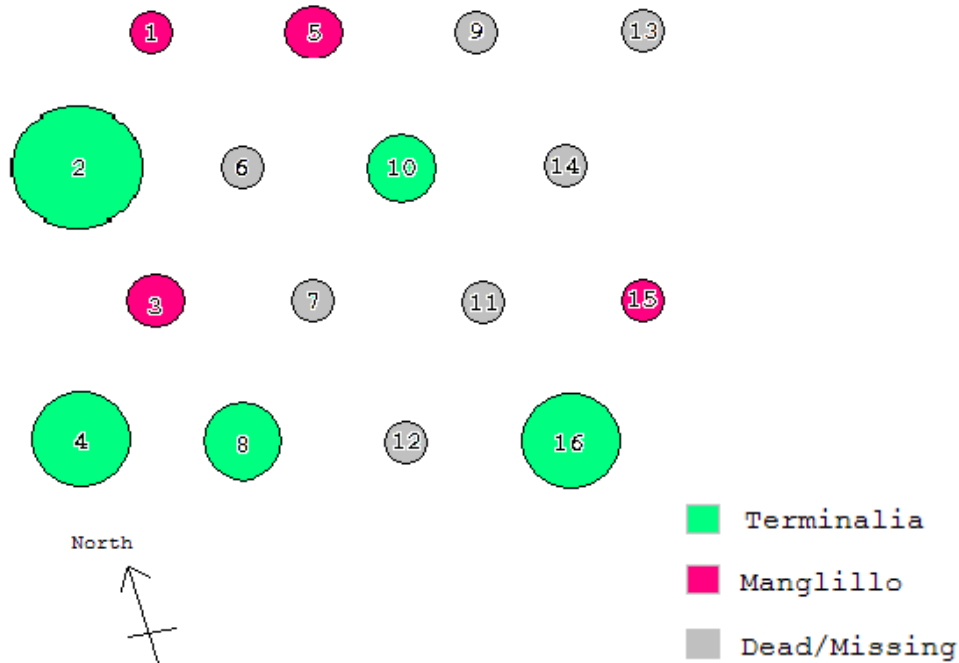 1 5 9 13
2 6 10 14
3 7 11 15
4 8 12 16
North
Terminalia
Manglillo
Dead/Missing